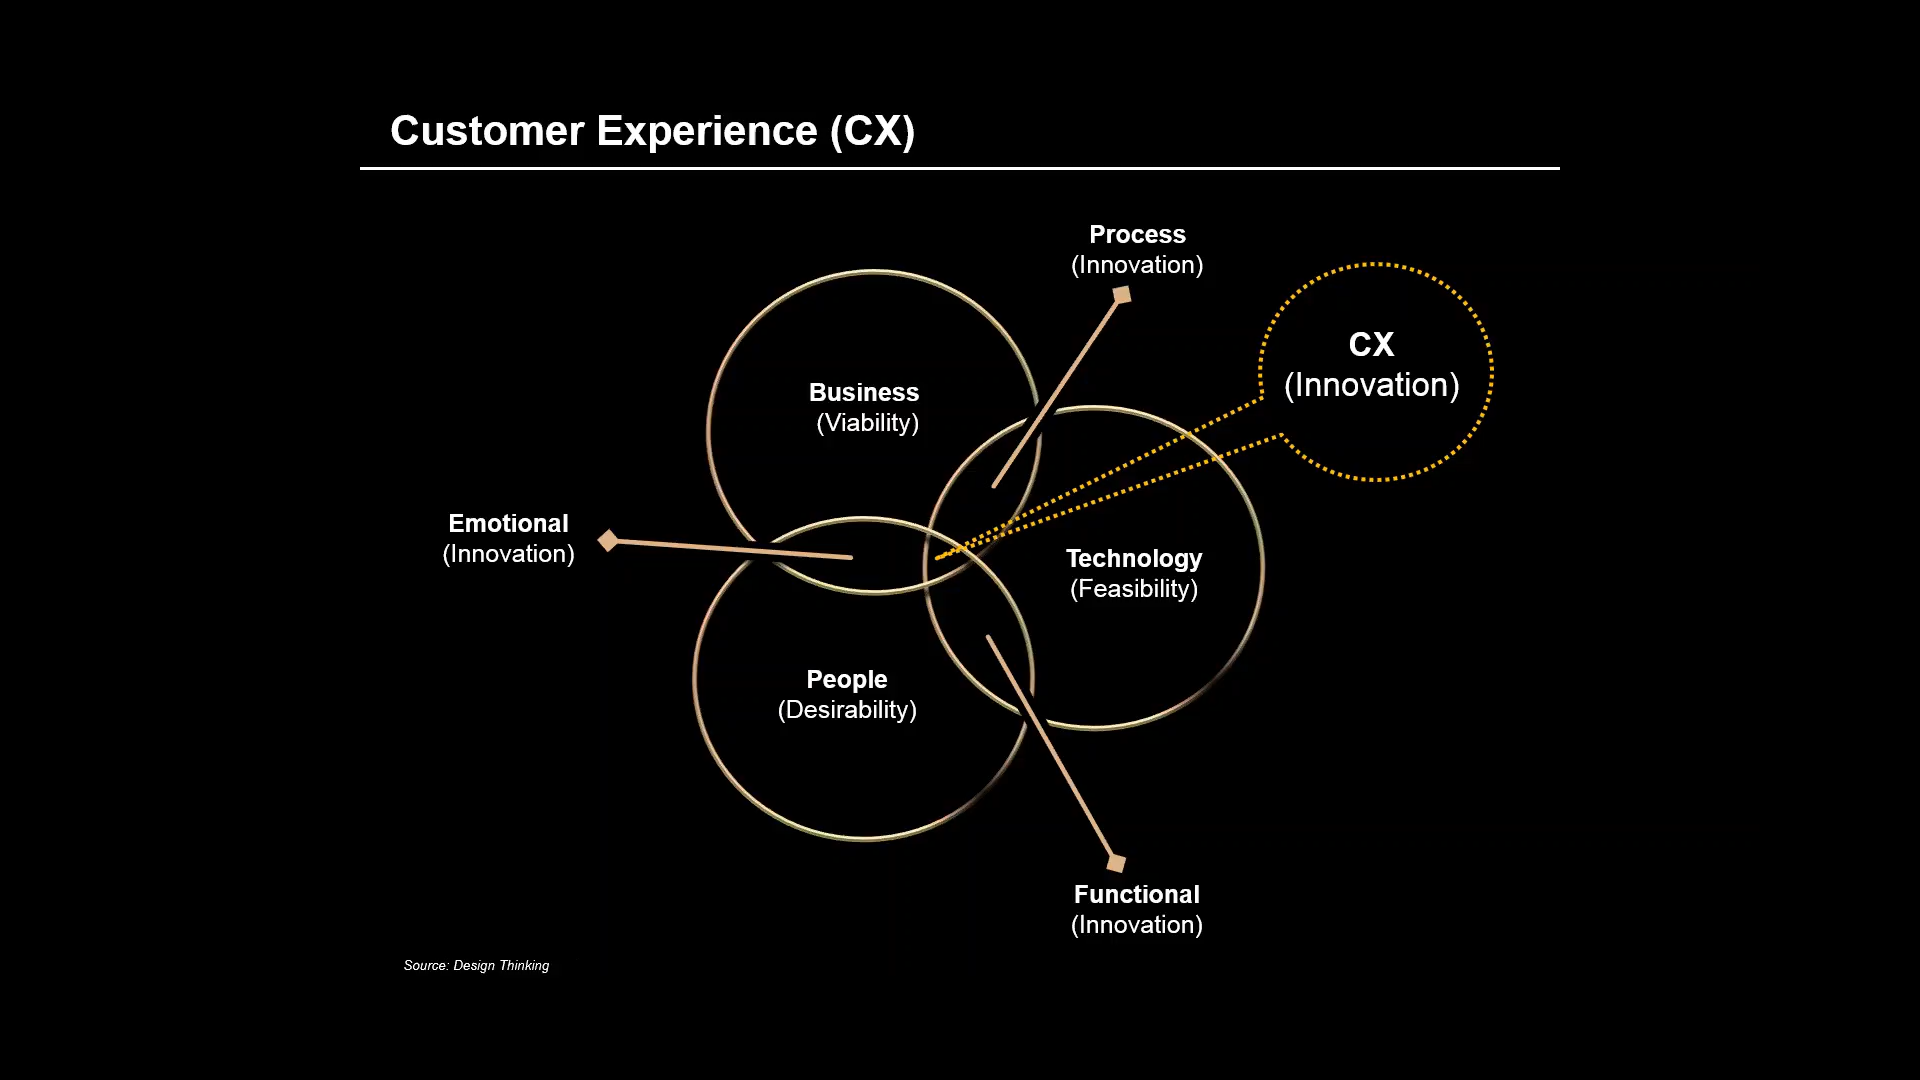 Customer Experience (CX)
Process
(Innovation)
CX
(Innovation)
Business
(Viability)
Emotional
(Innovation)
Technology
(Feasibility)
People
(Desirability)
Functional
(Innovation)
Source: Design Thinking